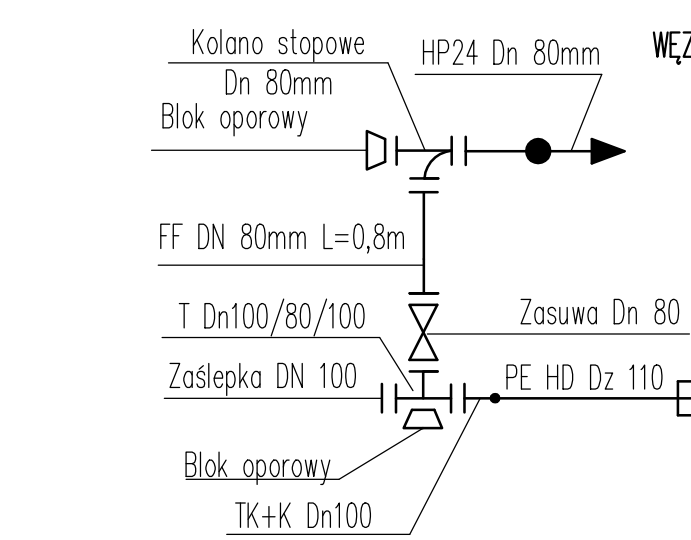 Kolano stopowe
Dn 80mm
HP24 Dn 80mm
WĘZ
Blok oporowy
FF DN 80mm L=0,8m
T Dn100/80/100
Zasuwa Dn 80
Zaślepka DN 100
PE HD Dz 110
Blok oporowy
TK+K Dn100